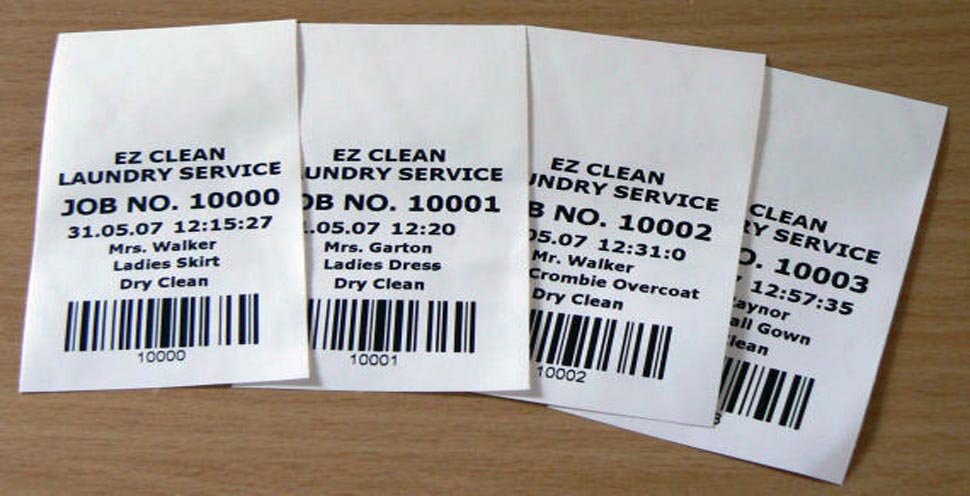 EZ CLEAN
LAUNDRY SERVICE
JOB NO. 10000
31.05.07 12:15:27
Mrs. Walker
Ladies Skirt
Dry Clean
10000
EZ CLEAN
UNDRY SERVICE
OB NO. 10001
.05.07 12:20
Mrs. Garton
Ladies Dress
Dry Clean
10001
EZ CLEAN
UNDRY SERVICE
B NO. 10002
05.07 12:31:0
Mr. Walker
Crombie Overcoat
Dry Clean
10002
CLEAN
RY SERVICE
O. 10003
12:57:35
aynor
all Gown
lean
3